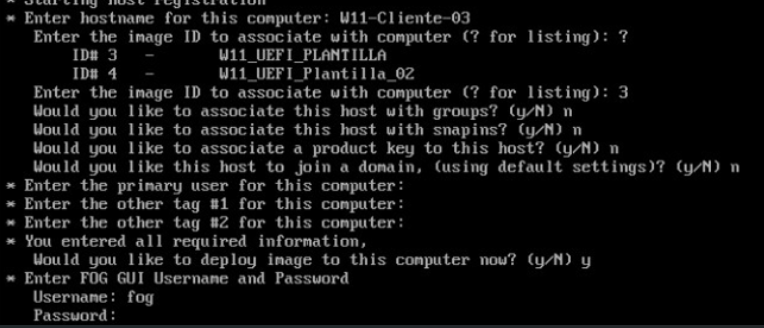 * Starting host registration
* Enter hostname for this computer: W11-Cliente-03
Enter the image ID to associate with computer (? for listing): ?
ID# 3 - W11_UEFI_PLANTILLA
ID# 4 - W11_UEFI_Plantilla_02
Enter the image ID to associate with computer (? for listing): 3
Would you like to associate this host with groups? (y/N) n
Would you like to associate this host with snapins? (y/N) n
Would you like to associate a product key to this host? (y/N) n
Would you like this host to join a domain, (using default settings)? (y/N) n
* Enter the primary user for this computer:
* Enter the other tag #1 for this computer:
* Enter the other tag #2 for this computer:
* You entered all required information,
Would you like to deploy image to this computer now? (y/N) y
* Enter FOG GUI Username and Password
Username: fog
Password: